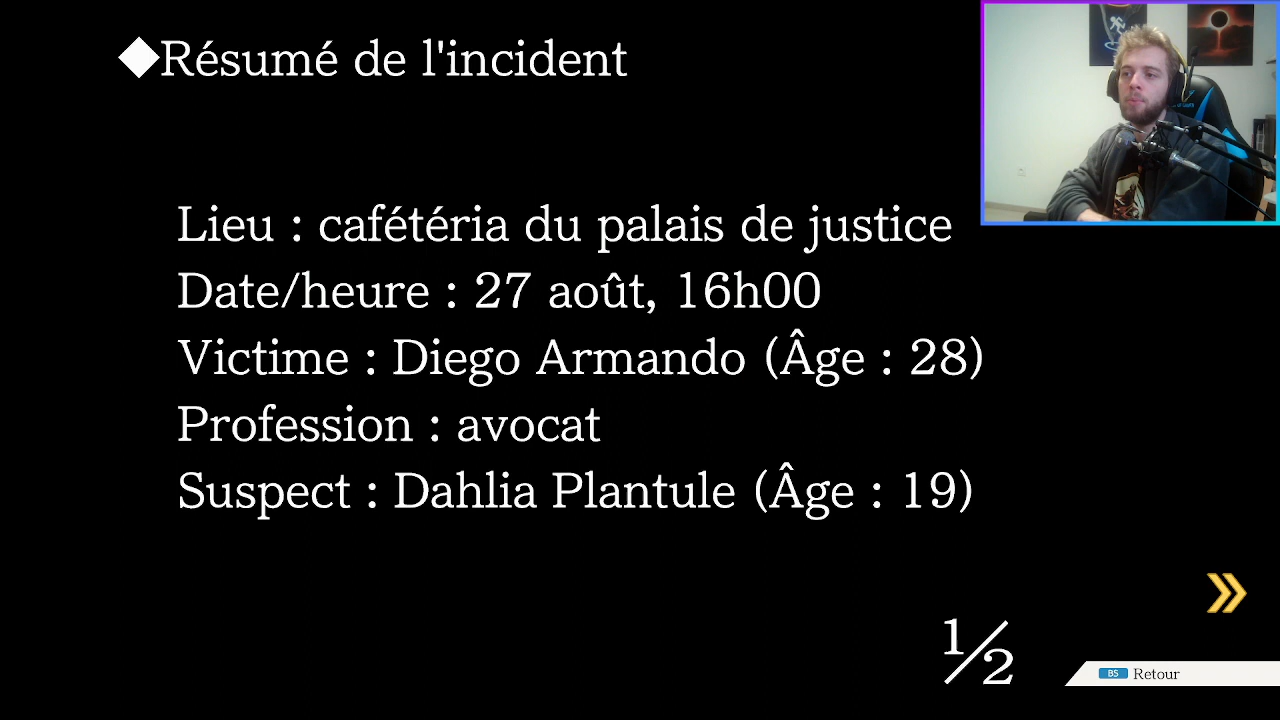 ◆Résumé de l'incident
Lieu : cafétéria du palais de justice
Date/heure : 27 août, 16h00
Victime : Diego Armando (Âge : 28)
Profession : avocat
Suspect : Dahlia Plantule (Âge : 19)
1/2
BS Retour